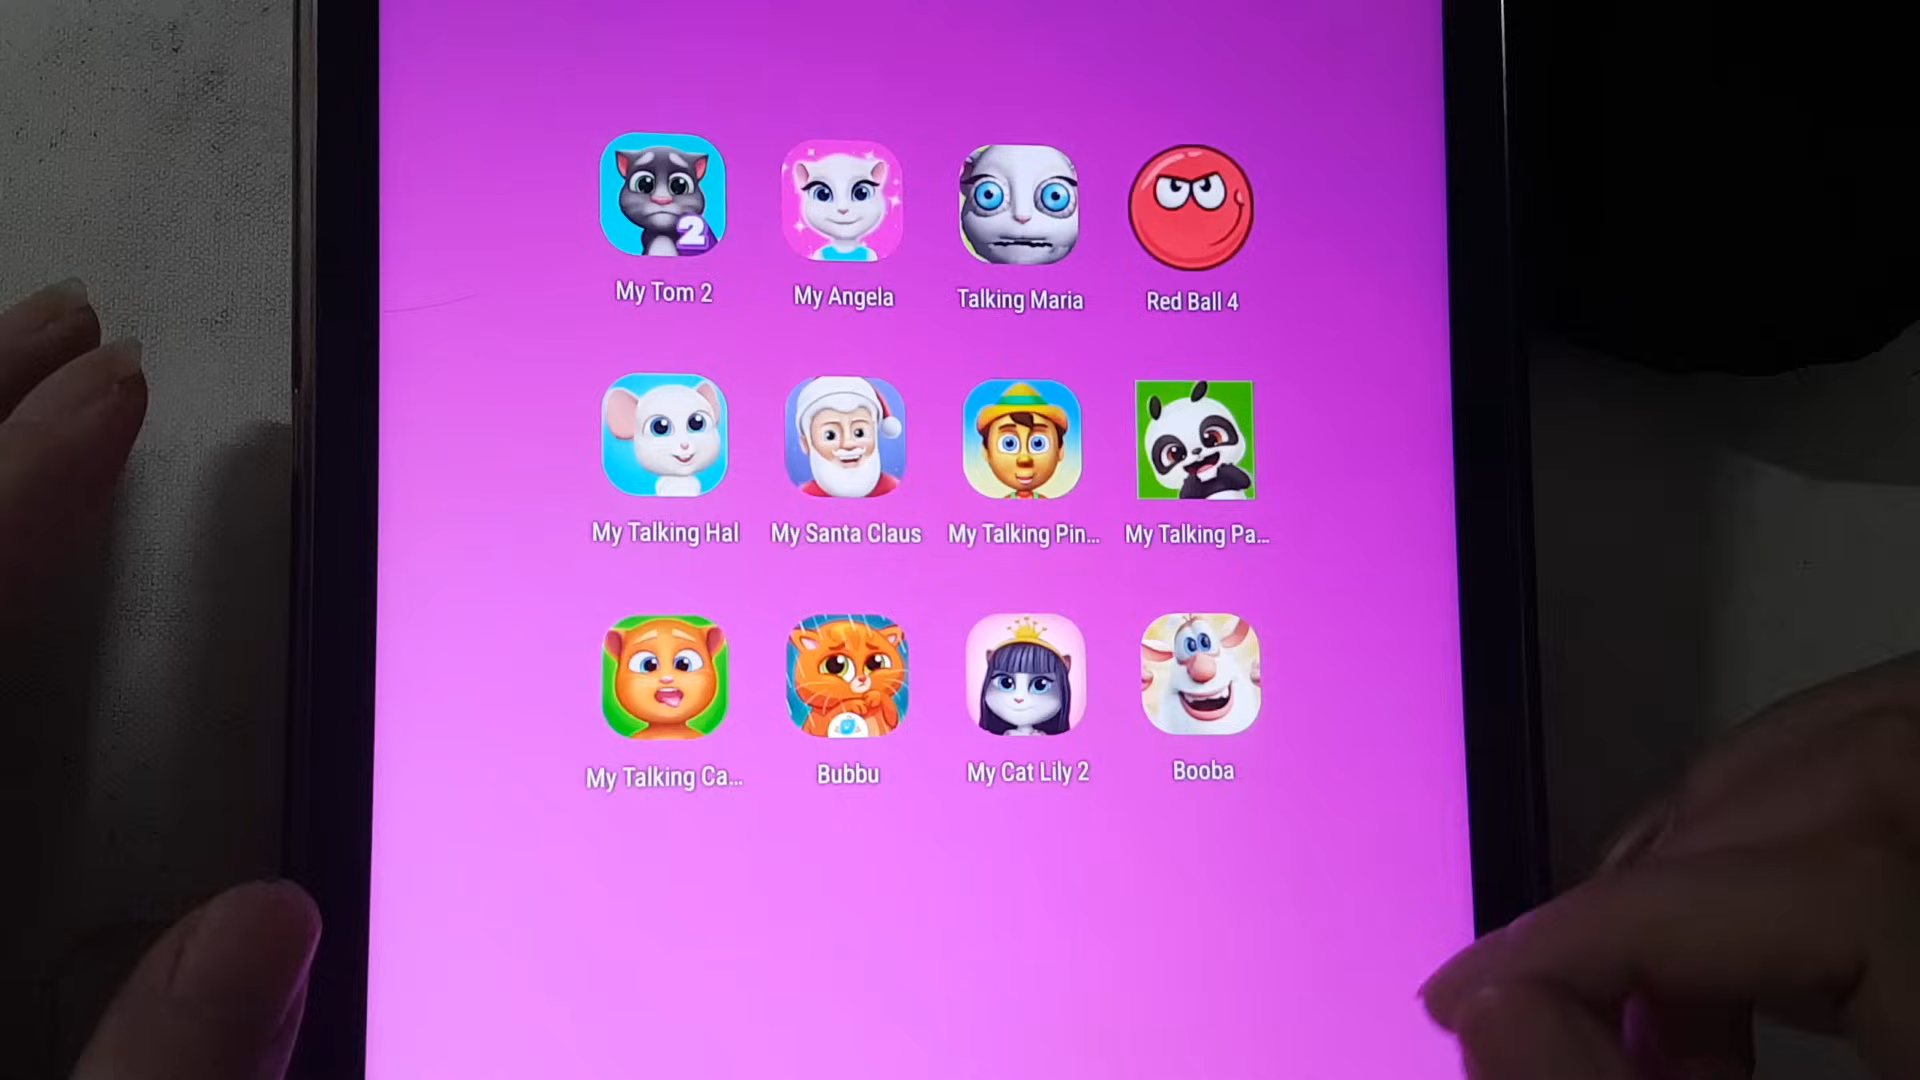 2
My Tom 2
My Angela
Talking Maria
Red Ball 4
My Talking Hal
My Santa Claus
My Talking Pin...
My Talking Pa...
My Talking Ca...
Bubbu
My Cat Lily 2
Booba